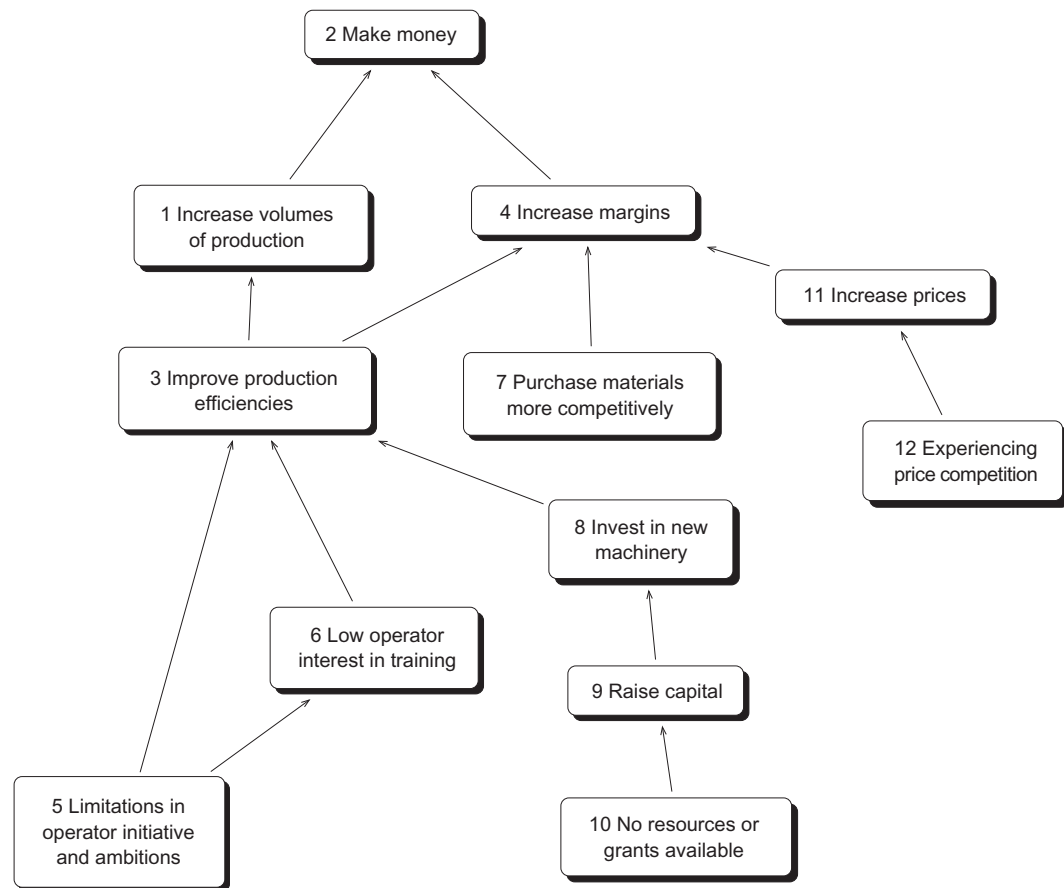 2 Make money
1 Increase volumes
of production
4 Increase margins
11 Increase prices
3 Improve production
efficiencies
7 Purchase materials
more competitively
12 Experiencing
price competition
8 Invest in new
machinery
6 Low operator
interest in training
9 Raise capital
5 Limitations in
operator initiative
and ambitions
10 No resources or
grants available